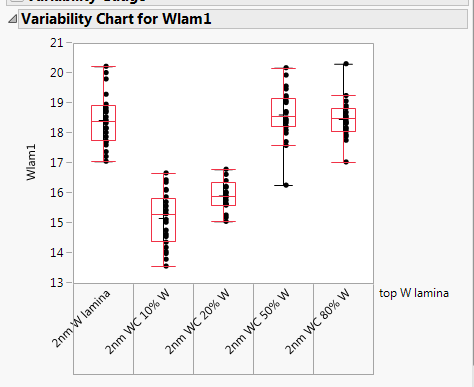 Variability Gauge
Variability Chart for Wlam1
21
20
19
18
17
16
15
14
13
Wlam1
2nm W lamina
2nm WC 10% W
2nm WC 20% W
2nm WC 50% W
2nm WC 80% W
top W lamina